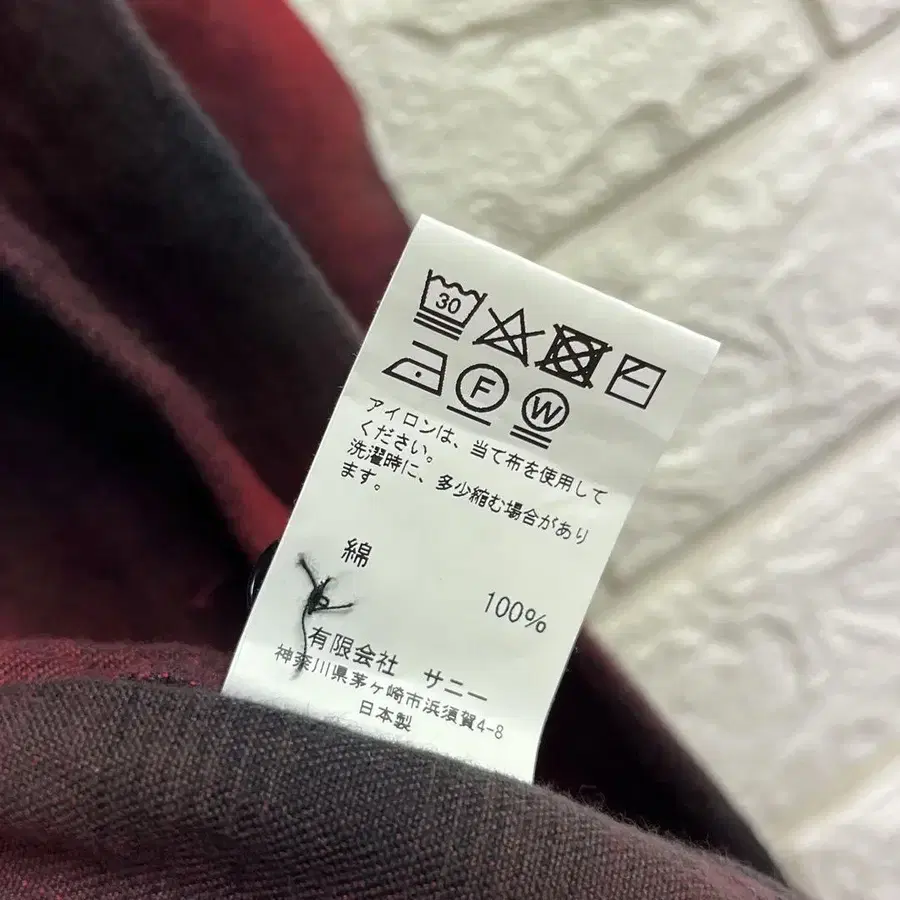 30
F W
アイロンは、当て布を使用して
ください。
洗濯時に、多少縮む場合があり
ます。
綿 100%
有限会社 サニー
神奈川県茅ヶ崎市浜須賀4-8
日本製